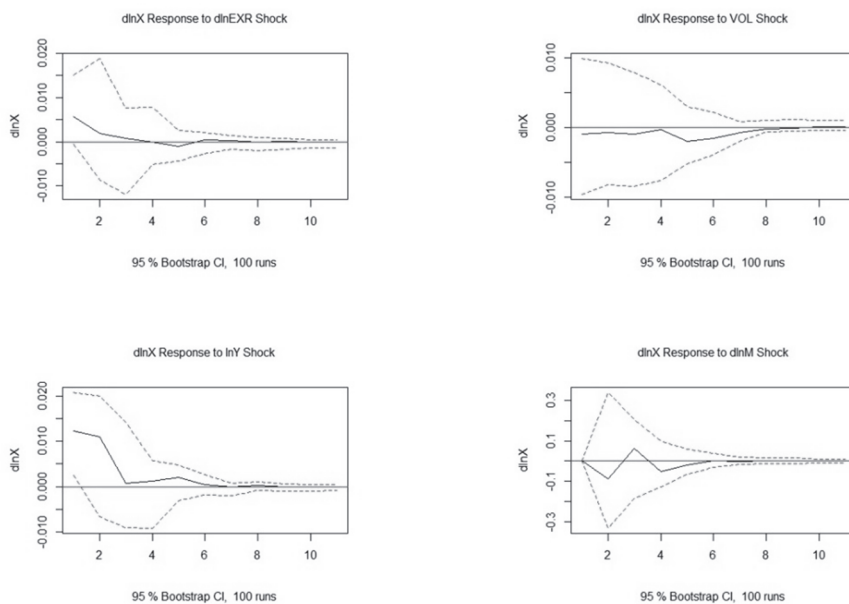 dlnX Response to dlnEXR Shock
dlnX
0.020
0.010
0.000
-0.010
2 4 6 8 10
95 % Bootstrap CI, 100 runs
dlnX Response to VOL Shock
dlnX
0.010
0.000
-0.010
2 4 6 8 10
95 % Bootstrap CI, 100 runs
dlnX Response to lnY Shock
dlnX
0.020
0.010
0.000
-0.010
2 4 6 8 10
95 % Bootstrap CI, 100 runs
dlnX Response to dlnM Shock
dlnX
0.3
0.1
-0.1
-0.3
2 4 6 8 10
95 % Bootstrap CI, 100 runs